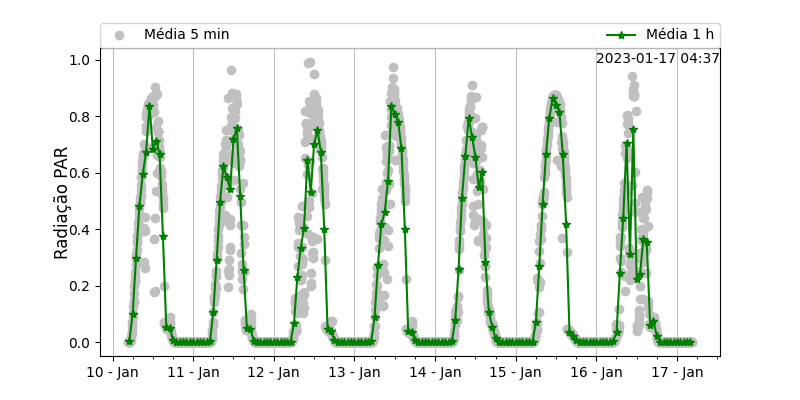 Média 5 min
Média 1 h
2023-01-17 04:37
Radiação PAR
1.0
0.8
0.6
0.4
0.2
0.0
10 - Jan
11 - Jan
12 - Jan
13 - Jan
14 - Jan
15 - Jan
16 - Jan
17 - Jan